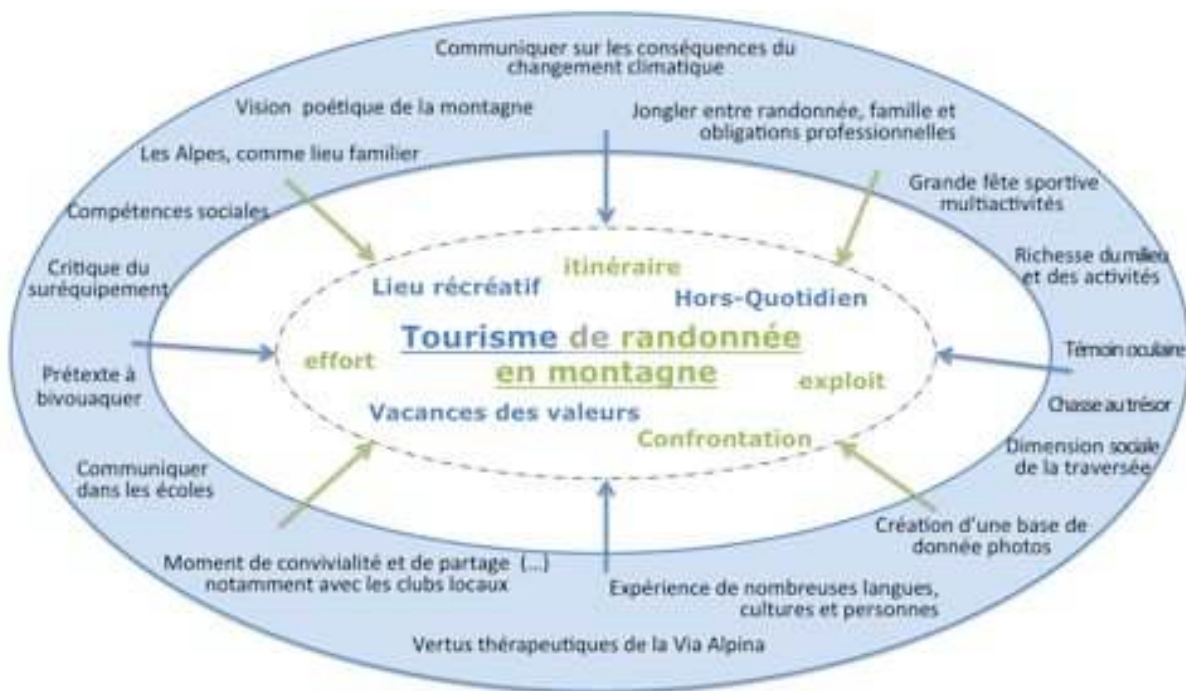 Communiquer sur les conséquences du
changement climatique
Vision poétique de la montagne
Jongler entre randonnée, famille et
obligations professionnelles
Les Alpes, comme lieu familier
Grande fête sportive
multiactivités
Compétences sociales
Critique du
suréquipement
Richesse du milieu
et des activités
itinéraire
Lieu récréatif
Hors-Quotidien
Tourisme de randonnée
en montagne
effort
exploit
Vacances des valeurs
Confrontation
Témoin oculaire
Prétexte à
bivouaquer
Chasse au trésor
Dimension sociale
de la traversée
Communiquer
dans les écoles
Création d'une base de
donnée photos
Moment de convivialité et de partage (...)
notamment avec les clubs locaux
Expérience de nombreuses langues,
cultures et personnes
Vertus thérapeutiques de la Via Alpina